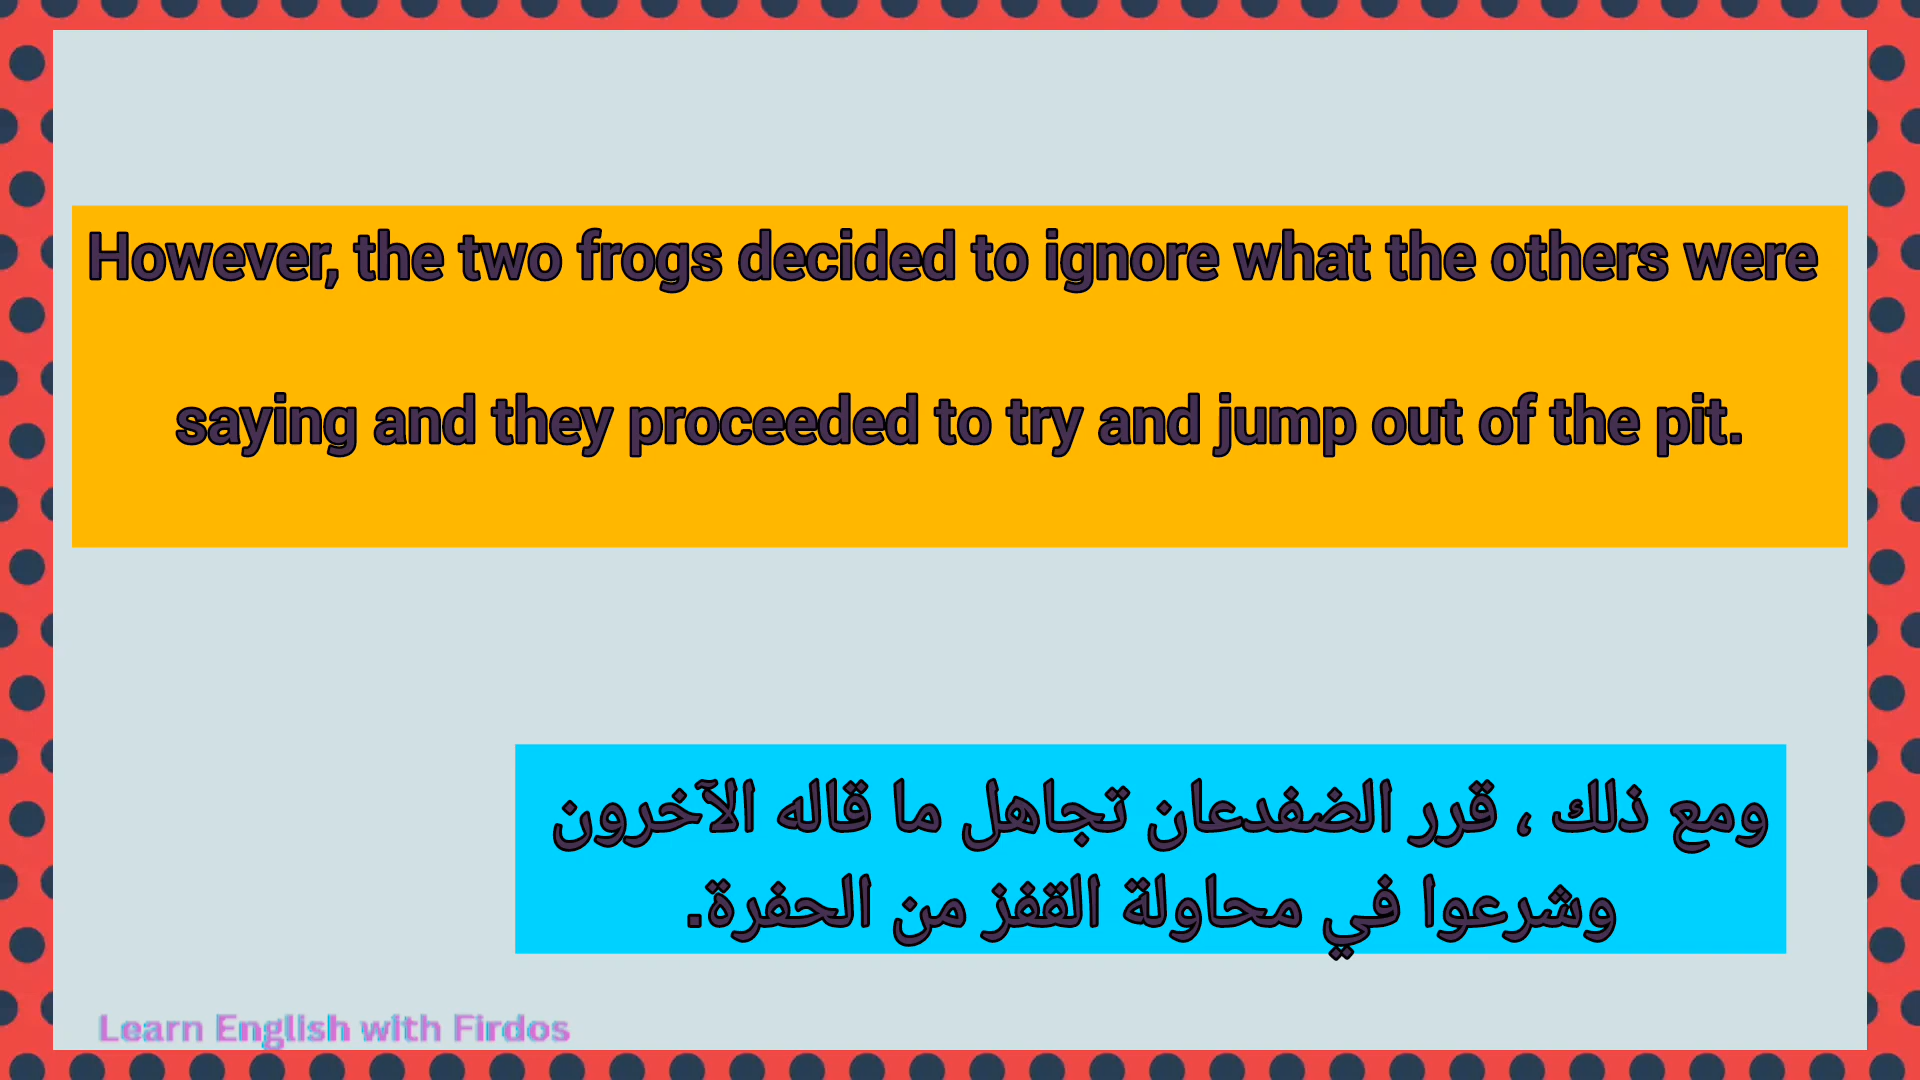 However, the two frogs decided to ignore what the others were
saying and they proceeded to try and jump out of the pit.
ومع ذلك ، قرر الضفدعان تجاهل ما قاله الآخرون
وشرعوا في محاولة القفز من الحفرة.
Learn English with Firdos